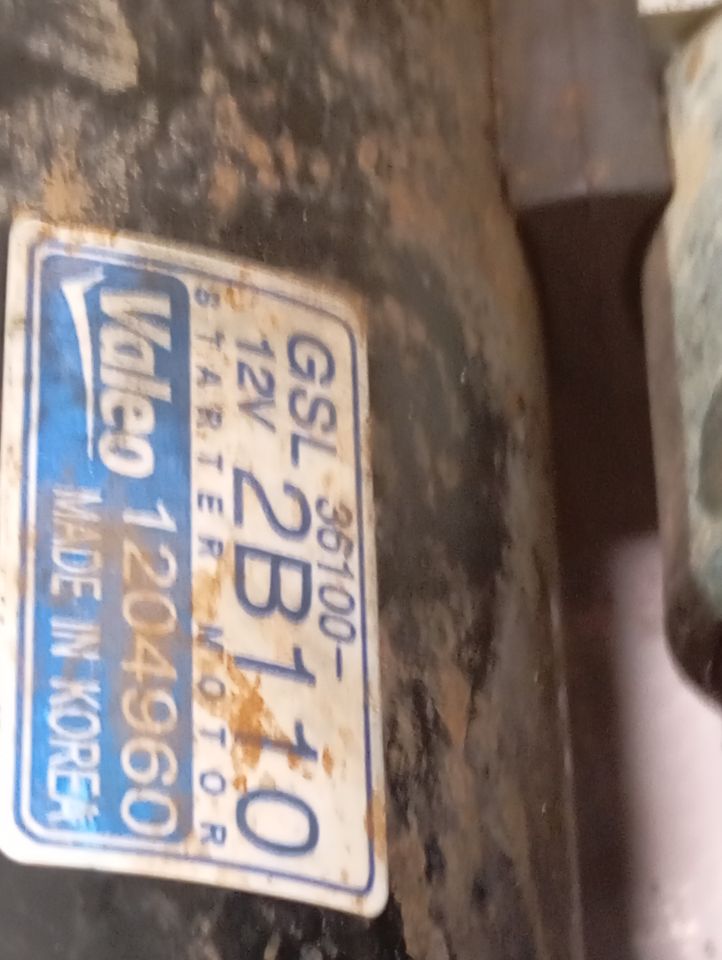 GSL 36100-
12V 2B110
STARTER MOTOR
Valeo 1204960
MADE IN KOREA